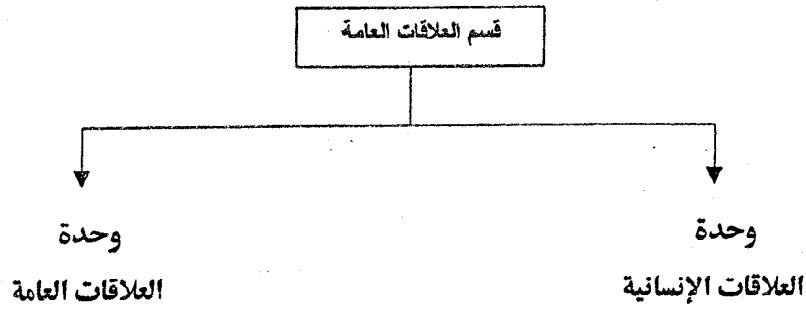 قسم العلاقات العامة
وحدة
العلاقات الإنسانية
وحدة
العلاقات العامة